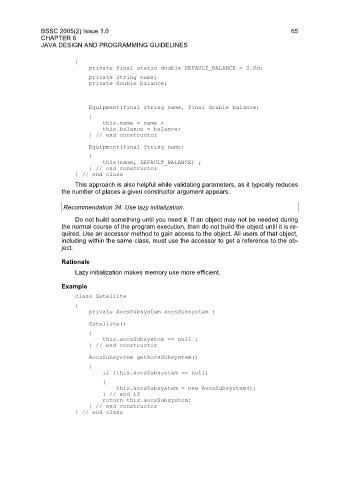 BSSC 2005(2) Issue 1.0 65
CHAPTER 6
JAVA DESIGN AND PROGRAMMING GUIDELINES
{
private final static double DEFAULT_BALANCE = 0.0d;
private String name;
private double balance;
Equipment(final String name, final double balance)
{
this.name = name ;
this.balance = balance;
} // end constructor
Equipment(final String name)
{
this(name, DEFAULT_BALANCE) ;
} // end constructor
} // end class
This approach is also helpful while validating parameters, as it typically reduces
the number of places a given constructor argument appears.
Recommendation 34: Use lazy initialization.
Do not build something until you need it. If an object may not be needed during
the normal course of the program execution, then do not build the object until it is re-
quired. Use an accessor method to gain access to the object. All users of that object,
including within the same class, must use the accessor to get a reference to the ob-
ject.
Rationale
Lazy initialization makes memory use more efficient.
Example
class Satellite
{
private AocsSubsystem aocsSubsystem ;
Satellite()
{
this.aocsSubsystem == null ;
} // end constructor
AocsSubsystem getAocsSubsystem()
{
if (this.aocsSubsystem == null)
{
this.aocsSubsystem = new AocsSubsystem();
} // end if
return this.aocsSubsystem;
} // end constructor
} // end class